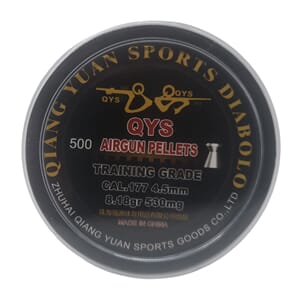 QIANG YUAN SPORTS DIABOLO
QYS QYS
QYS
500 AIRGUN PELLETS
TRAINING GRADE
CAL.177 4.5mm
8.18gr 530mg
MADE IN CHINA
ZHUHAI QIANG YUAN SPORTS GOODS CO.,LTD